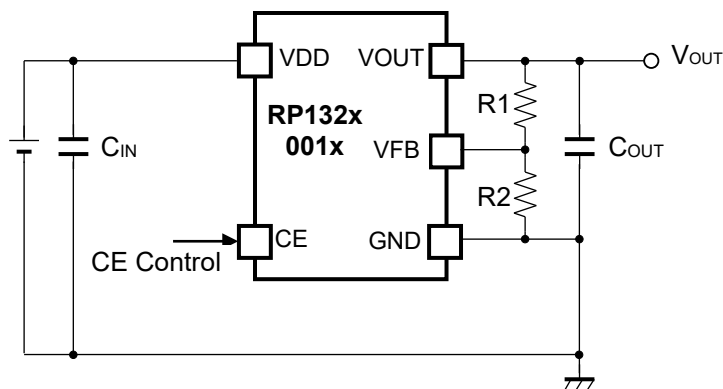 VDD
VOUT
VOUT
RP132x
001x
R1
CIN
VFB
COUT
R2
CE
GND
CE Control